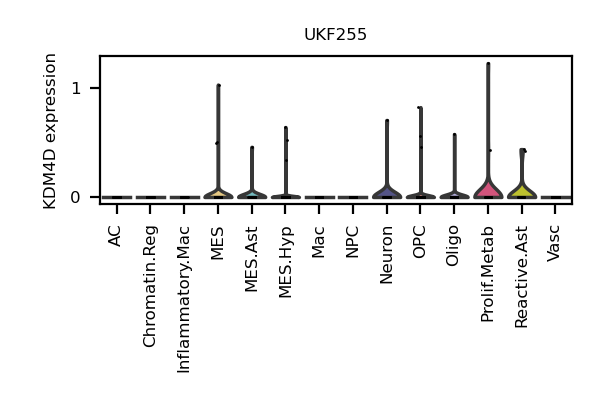 UKF255
KDM4D expression
1
0
AC
Chromatin.Reg
Inflammatory.Mac
MES
MES.Ast
MES.Hyp
Mac
NPC
Neuron
OPC
Oligo
Prolif.Metab
Reactive.Ast
Vasc